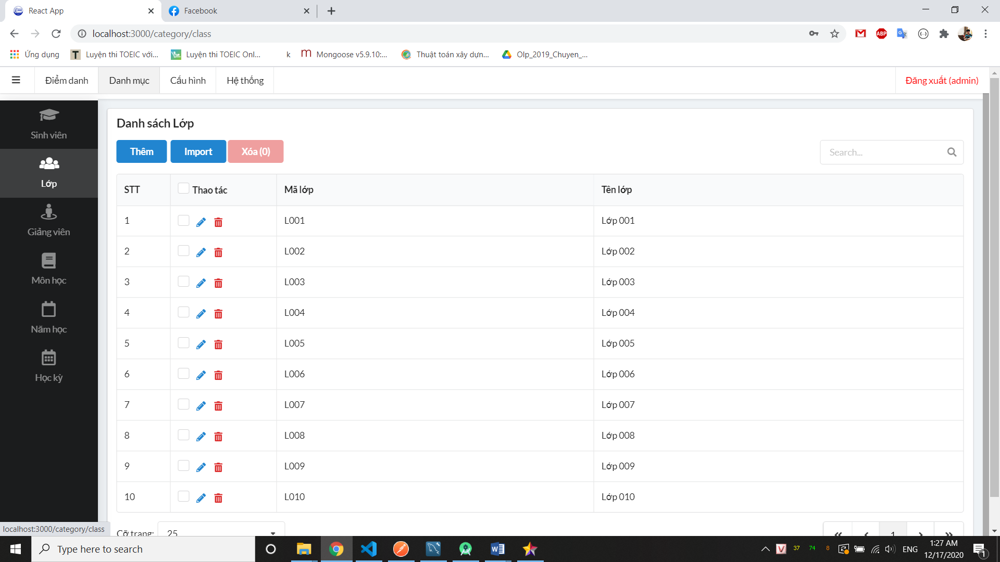 React App
Facebook
localhost:3000/category/class
ABP
Ứng dụng
T Luyện thi TOEIC với...
Luyện thi TOEIC Onl...
k
m Mongoose v5.9.10:...
Thuật toán xây dựn...
Olp_2019_Chuyen_...
Điểm danh
Danh mục
Cấu hình
Hệ thống
Đăng xuất (admin)
Sinh viên
Lớp
Giảng viên
Môn học
Năm học
Học kỳ
Danh sách Lớp
Thêm
Import
Xóa (0)
Search...
STT Thao tác Mã lớp Tên lớp
1 L001 Lớp 001
2 L002 Lớp 002
3 L003 Lớp 003
4 L004 Lớp 004
5 L005 Lớp 005
6 L006 Lớp 006
7 L007 Lớp 007
8 L008 Lớp 008
9 L009 Lớp 009
10 L010 Lớp 010
Cỡ trang: 25
« ‹ 1 › »
localhost:3000/category/class
Type here to search
37 74 8
ENG
1:27 AM
12/17/2020
1